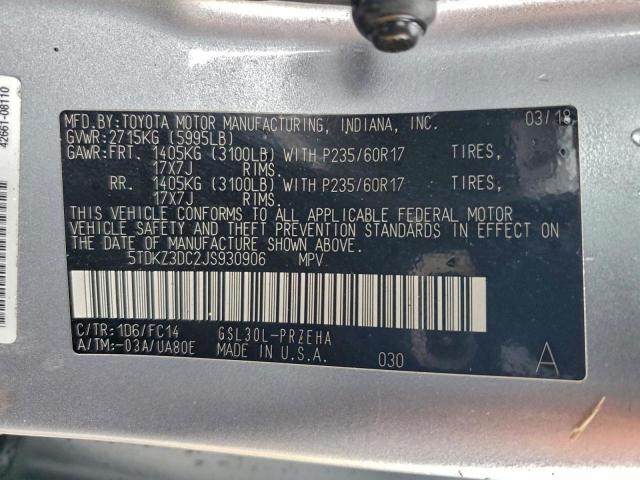 42661-08110
MFD.BY:TOYOTA MOTOR MANUFACTURING, INDIANA, INC. 03/18
GVWR:2715KG (5995LB)
GAWR:FRT. 1405KG (3100LB) WITH P235/60R17 TIRES,
17X7J RIMS.
RR. 1405KG (3100LB) WITH P235/60R17 TIRES,
17X7J RIMS.
THIS VEHICLE CONFORMS TO ALL APPLICABLE FEDERAL MOTOR
VEHICLE SAFETY AND THEFT PREVENTION STANDARDS IN EFFECT
ON THE DATE OF MANUFACTURE SHOWN ABOVE.
5TDKZ3DC2JS930906 MPV
C/TR:1D6/FC14 GSL30L-PRZEHA
A/TM:-03A/UA80E MADE IN U.S.A. 030 A